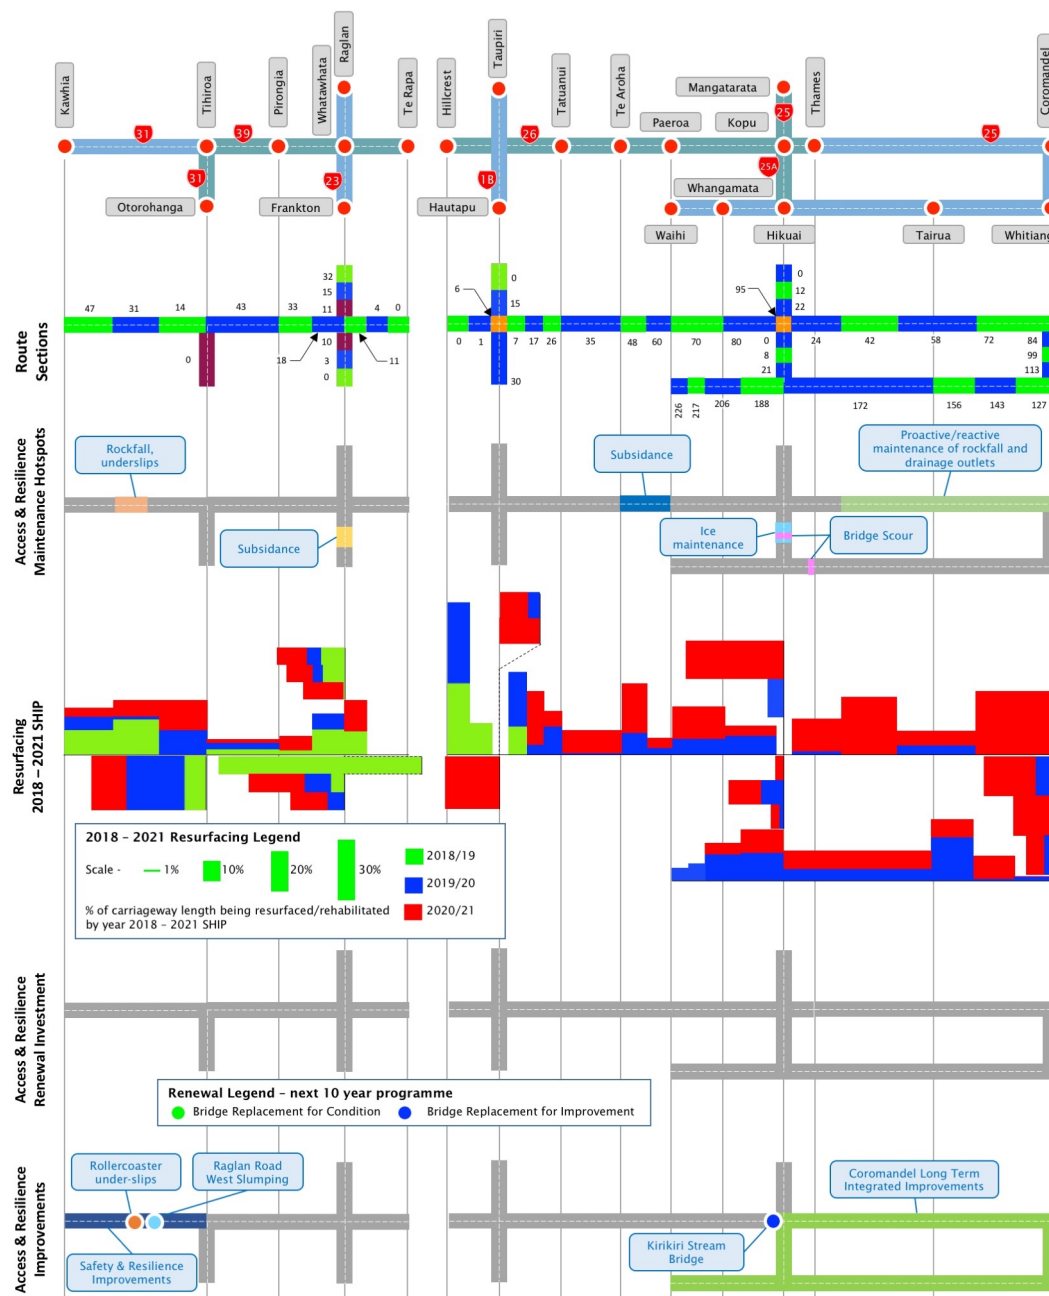 Kawhia
Tihiroa
Pirongia
Whatawhata
Raglan
Te Rapa
Hillcrest
Taupiri
Tatuanui
Te Aroha
Paeroa
Mangatarata
Kopu
Thames
Coromandel
31
39
26
25
25
31
23
1B
25A
Otorohanga
Frankton
Hautapu
Whangamata
Waihi
Hikuai
Tairua
Whitiang
Route
Sections
47
31
14
43
33
32
15
11
4
0
0
18
10
3
0
11
6
0
15
0
1
7
17
26
35
48
60
70
80
30
95
0
12
22
0
8
21
24
42
58
72
84
99
113
226
217
206
188
172
156
143
127
Access & Resilience
Maintenance Hotspots
Rockfall,
underslips
Subsidance
Subsidance
Proactive/reactive
maintenance of rockfall and
drainage outlets
Ice
maintenance
Bridge Scour
Resurfacing
2018 – 2021 SHIP
2018 – 2021 Resurfacing Legend
Scale -
1%
10%
20%
30%
2018/19
2019/20
2020/21
% of carriageway length being resurfaced/rehabilitated
by year 2018 – 2021 SHIP
Access & Resilience
Renewal Investment
Renewal Legend – next 10 year programme
Bridge Replacement for Condition
Bridge Replacement for Improvement
Access & Resilience
Improvements
Rollercoaster
under-slips
Raglan Road
West Slumping
Safety & Resilience
Improvements
Kirikiri Stream
Bridge
Coromandel Long Term
Integrated Improvements